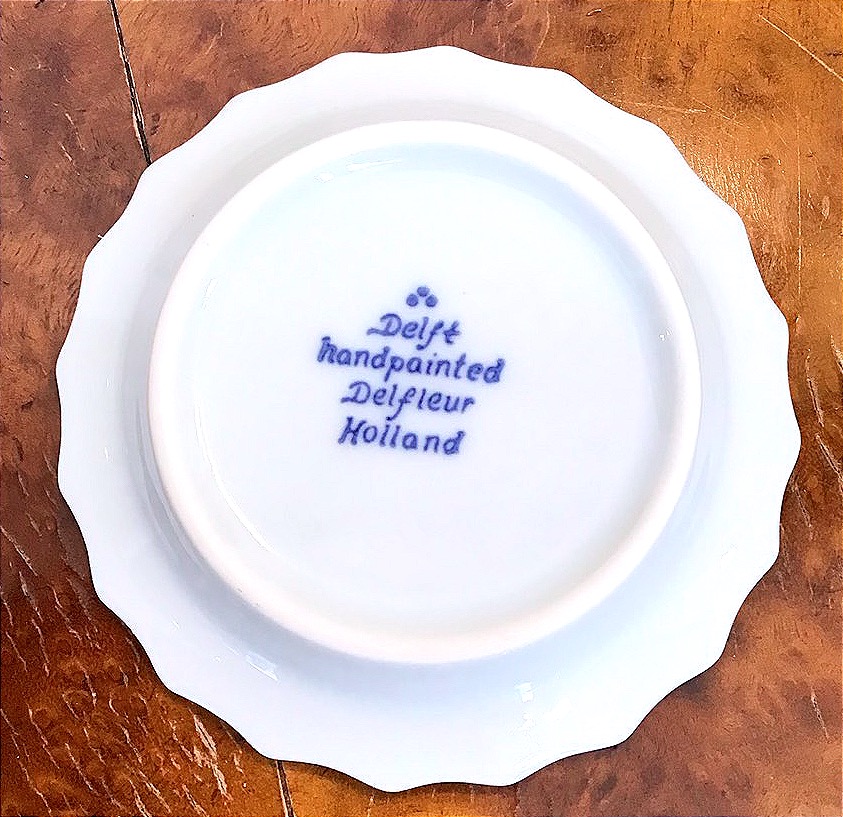 Delft
handpainted
Delfleur
Holland